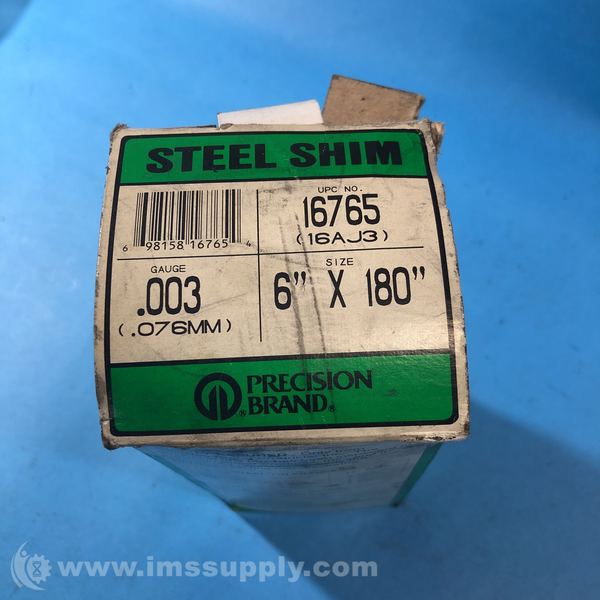 STEEL SHIM
6 98158 16765 4
UPC NO.
16765
(16AJ3)
GAUGE
.003
(.076MM)
SIZE
6" X 180"
PRECISION
BRAND®
®
www.imssupply.com